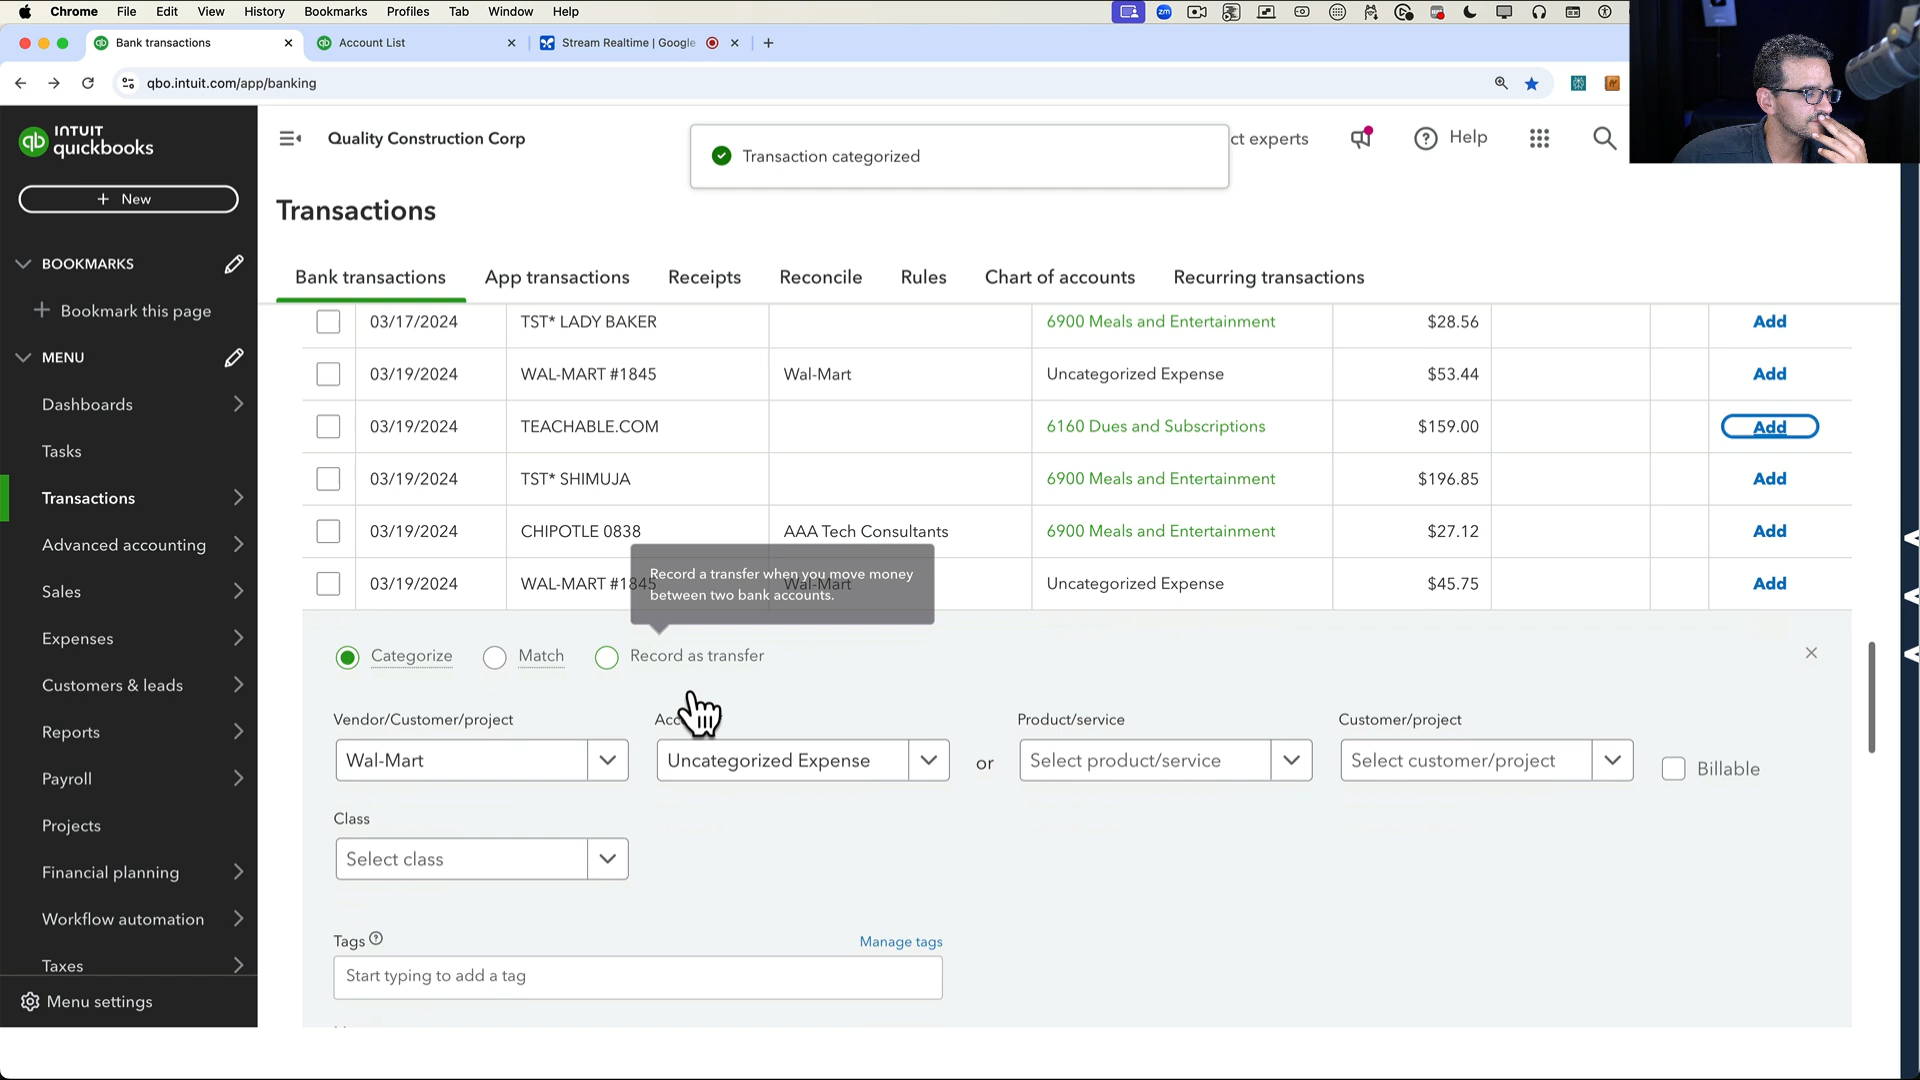 Chrome File Edit View History Bookmarks Profiles Tab Window Help
zm
Bank transactions
Account List
Stream Realtime | Google
qbo.intuit.com/app/banking
INTUIT
quickbooks
qb
Quality Construction Corp
Transaction categorized
ct experts
Help
+ New
Transactions
BOOKMARKS
Bookmark this page
MENU
Dashboards
Tasks
Transactions
Advanced accounting
Sales
Expenses
Customers & leads
Reports
Payroll
Projects
Financial planning
Workflow automation
Taxes
Menu settings
Bank transactions App transactions Receipts Reconcile Rules Chart of accounts Recurring transactions
03/17/2024 TST* LADY BAKER 6900 Meals and Entertainment $28.56 Add
03/19/2024 WAL-MART #1845 Wal-Mart Uncategorized Expense $53.44 Add
03/19/2024 TEACHABLE.COM 6160 Dues and Subscriptions $159.00 Add
03/19/2024 TST* SHIMUJA 6900 Meals and Entertainment $196.85 Add
03/19/2024 CHIPOTLE 0838 AAA Tech Consultants 6900 Meals and Entertainment $27.12 Add
03/19/2024 WAL-MART #1845 Wal-Mart Uncategorized Expense $45.75 Add
Record a transfer when you move money
between two bank accounts.
Categorize Match Record as transfer
Vendor/Customer/project Acc Product/service Customer/project
Wal-Mart Uncategorized Expense or Select product/service Select customer/project Billable
Class
Select class
Tags Manage tags
Start typing to add a tag